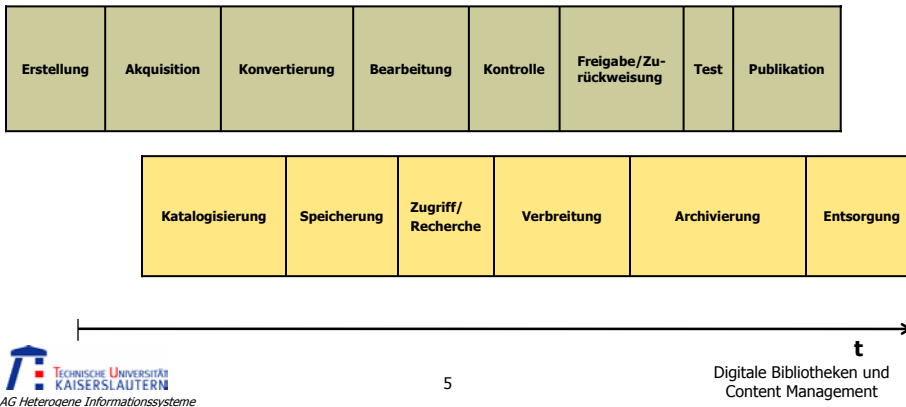 Erstellung
Akquisition
Konvertierung
Bearbeitung
Kontrolle
Freigabe/Zu-
rückweisung
Test
Publikation
Katalogisierung
Speicherung
Zugriff/
Recherche
Verbreitung
Archivierung
Entsorgung
t
TECHNISCHE UNIVERSITÄT
KAISERSLAUTERN
AG Heterogene Informationssysteme
5
Digitale Bibliotheken und
Content Management